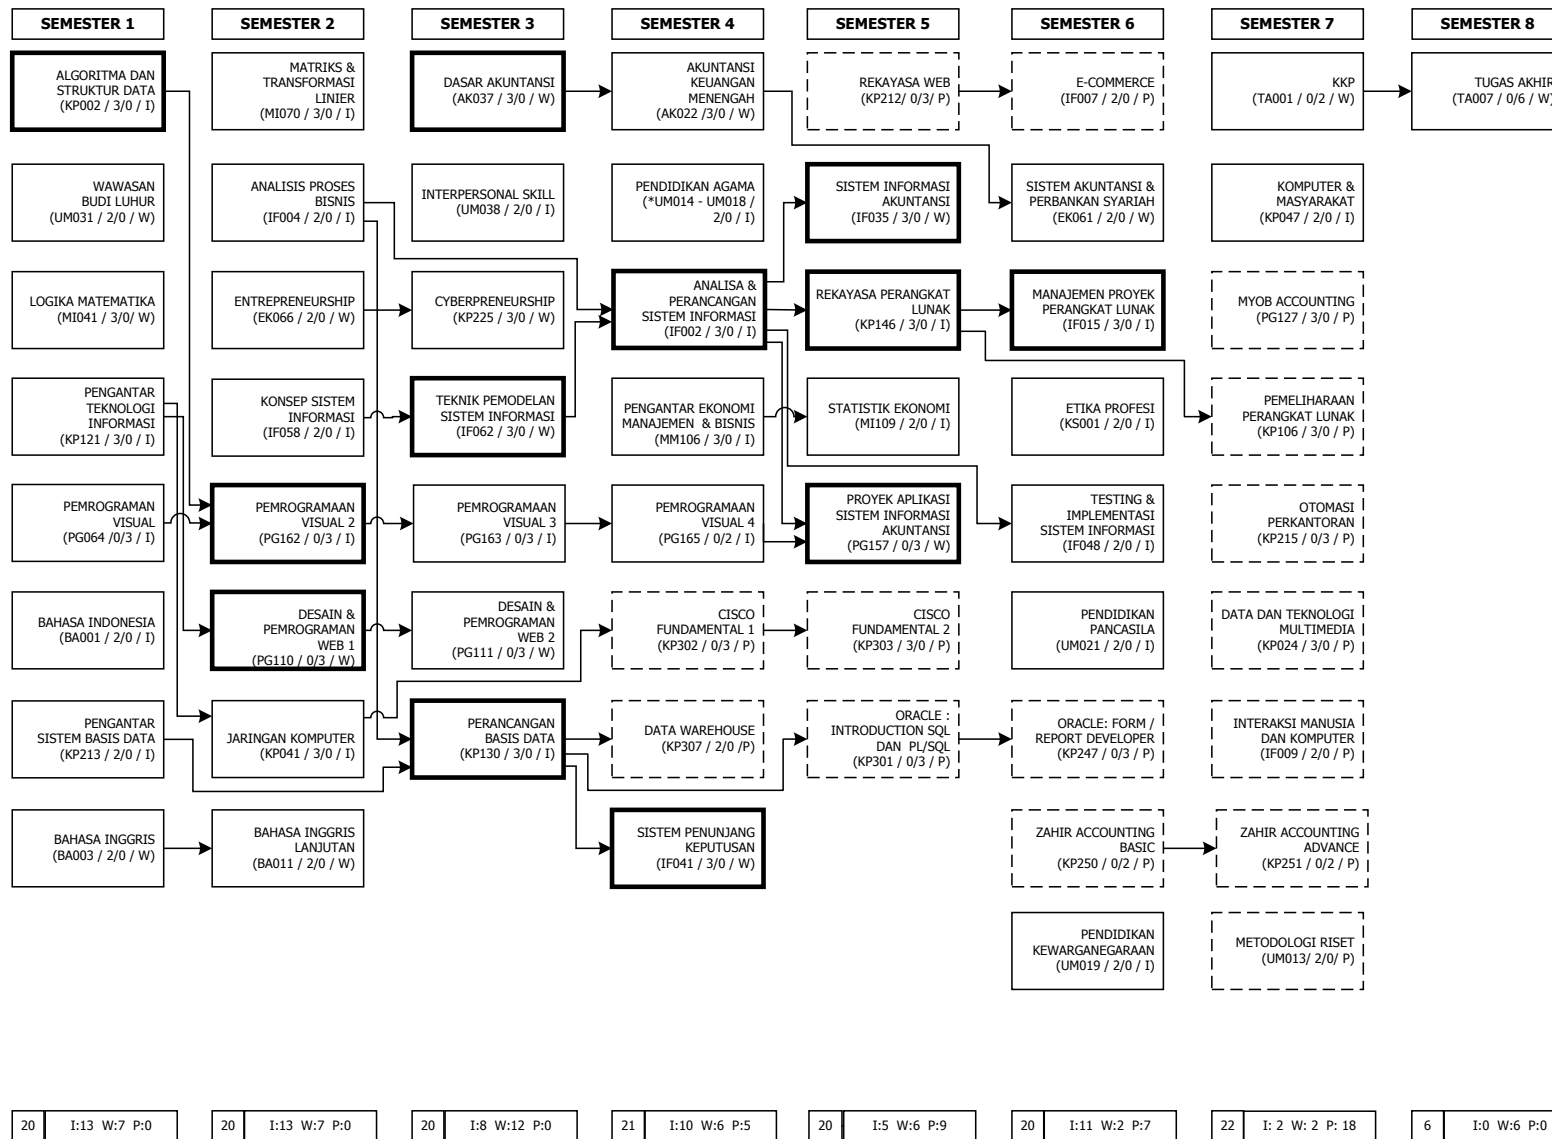 SEMESTER 1
SEMESTER 2
SEMESTER 3
SEMESTER 4
SEMESTER 5
SEMESTER 6
SEMESTER 7
SEMESTER 8
ALGORITMA DAN
STRUKTUR DATA
(KP002 / 3/0 / I)
MATRIKS &
TRANSFORMASI
LINIER
(MI070 / 3/0 / I)
DASAR AKUNTANSI
(AK037 / 3/0 / W)
AKUNTANSI
KEUANGAN
MENENGAH
(AK022 /3/0 / W)
REKAYASA WEB
(KP212/ 0/3/ P)
E-COMMERCE
(IF007 / 2/0 / P)
KKP
(TA001 / 0/2 / W)
TUGAS AKHIR
(TA007 / 0/6 / W)
WAWASAN
BUDI LUHUR
(UM031 / 2/0 / W)
ANALISIS PROSES
BISNIS
(IF004 / 2/0 / I)
INTERPERSONAL SKILL
(UM038 / 2/0 / I)
PENDIDIKAN AGAMA
(*UM014 - UM018 /
2/0 / I)
SISTEM INFORMASI
AKUNTANSI
(IF035 / 3/0 / W)
SISTEM AKUNTANSI &
PERBANKAN SYARIAH
(EK061 / 2/0 / W)
KOMPUTER &
MASYARAKAT
(KP047 / 2/0 / I)
LOGIKA MATEMATIKA
(MI041 / 3/0/ W)
ENTREPRENEURSHIP
(EK066 / 2/0 / W)
CYBERPRENEURSHIP
(KP225 / 3/0 / W)
ANALISA &
PERANCANGAN
SISTEM INFORMASI
(IF002 / 3/0 / I)
REKAYASA PERANGKAT
LUNAK
(KP146 / 3/0 / I)
MANAJEMEN PROYEK
PERANGKAT LUNAK
(IF015 / 3/0 / I)
MYOB ACCOUNTING
(PG127 / 3/0 / P)
PENGANTAR
TEKNOLOGI
INFORMASI
(KP121 / 3/0 / I)
KONSEP SISTEM
INFORMASI
(IF058 / 2/0 / I)
TEKNIK PEMODELAN
SISTEM INFORMASI
(IF062 / 3/0 / W)
PENGANTAR EKONOMI
MANAJEMEN & BISNIS
(MM106 / 3/0 / I)
STATISTIK EKONOMI
(MI109 / 2/0 / I)
ETIKA PROFESI
(KS001 / 2/0 / I)
PEMELIHARAAN
PERANGKAT LUNAK
(KP106 / 3/0 / P)
PEMROGRAMAN
VISUAL
(PG064 /0/3 / I)
PEMROGRAMAAN
VISUAL 2
(PG162 / 0/3 / I)
PEMROGRAMAAN
VISUAL 3
(PG163 / 0/3 / I)
PEMROGRAMAAN
VISUAL 4
(PG165 / 0/2 / I)
PROYEK APLIKASI
SISTEM INFORMASI
AKUNTANSI
(PG157 / 0/3 / W)
TESTING &
IMPLEMENTASI
SISTEM INFORMASI
(IF048 / 2/0 / I)
OTOMASI
PERKANTORAN
(KP215 / 0/3 / P)
BAHASA INDONESIA
(BA001 / 2/0 / I)
DESAIN &
PEMROGRAMAN
WEB 1
(PG110 / 0/3 / W)
DESAIN &
PEMROGRAMAN
WEB 2
(PG111 / 0/3 / W)
CISCO
FUNDAMENTAL 1
(KP302 / 0/3 / P)
CISCO
FUNDAMENTAL 2
(KP303 / 3/0 / P)
PENDIDIKAN
PANCASILA
(UM021 / 2/0 / I)
DATA DAN TEKNOLOGI
MULTIMEDIA
(KP024 / 3/0 / P)
PENGANTAR
SISTEM BASIS DATA
(KP213 / 2/0 / I)
JARINGAN KOMPUTER
(KP041 / 3/0 / I)
PERANCANGAN
BASIS DATA
(KP130 / 3/0 / I)
DATA WAREHOUSE
(KP307 / 2/0 /P)
ORACLE :
INTRODUCTION SQL
DAN PL/SQL
(KP301 / 0/3 / P)
ORACLE: FORM /
REPORT DEVELOPER
(KP247 / 0/3 / P)
INTERAKSI MANUSIA
DAN KOMPUTER
(IF009 / 2/0 / P)
BAHASA INGGRIS
(BA003 / 2/0 / W)
BAHASA INGGRIS
LANJUTAN
(BA011 / 2/0 / W)
SISTEM PENUNJANG
KEPUTUSAN
(IF041 / 3/0 / W)
ZAHIR ACCOUNTING
BASIC
(KP250 / 0/2 / P)
ZAHIR ACCOUNTING
ADVANCE
(KP251 / 0/2 / P)
PENDIDIKAN
KEWARGANEGARAAN
(UM019 / 2/0 / I)
METODOLOGI RISET
(UM013/ 2/0/ P)
20 I:13 W:7 P:0
20 I:13 W:7 P:0
20 I:8 W:12 P:0
21 I:10 W:6 P:5
20 I:5 W:6 P:9
20 I:11 W:2 P:7
22 I: 2 W: 2 P: 18
6 I:0 W:6 P:0